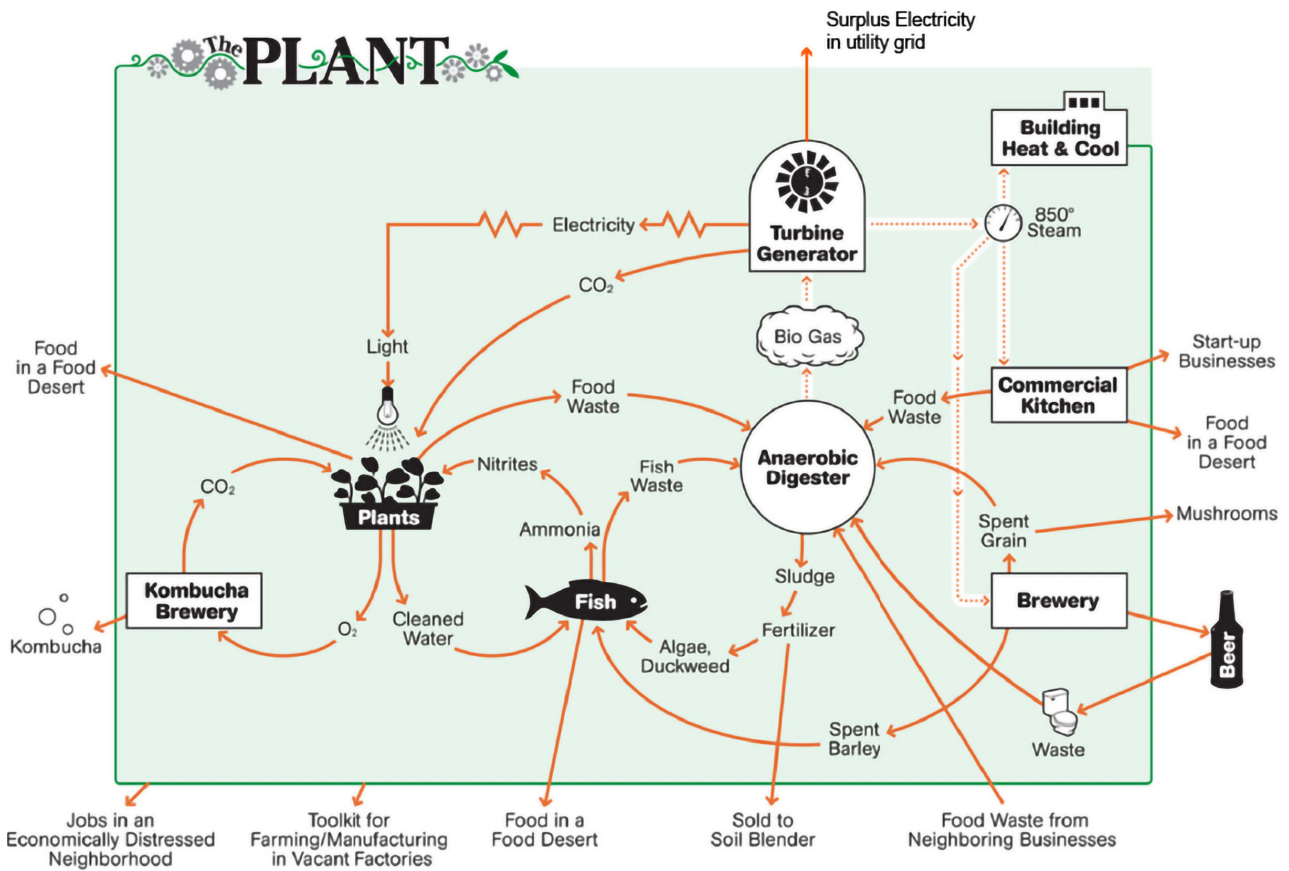 Surplus Electricity
in utility grid
The PLANT
Building
Heat & Cool
850°
Steam
Turbine
Generator
Electricity
CO₂
Bio Gas
Light
Food
in a Food
Desert
Start-up
Businesses
Commercial
Kitchen
Food
Waste
Food
Waste
Food
in a Food
Desert
Anaerobic
Digester
Nitrites
Fish
Waste
CO₂
Plants
Ammonia
Spent
Grain
Mushrooms
Kombucha
Brewery
Sludge
Fish
Brewery
Cleaned
Water
O₂
Fertilizer
Kombucha
Algae,
Duckweed
Beer
Spent
Barley
Waste
Jobs in an
Economically Distressed
Neighborhood
Toolkit for
Farming/Manufacturing
in Vacant Factories
Food in a
Food Desert
Sold to
Soil Blender
Food Waste from
Neighboring Businesses